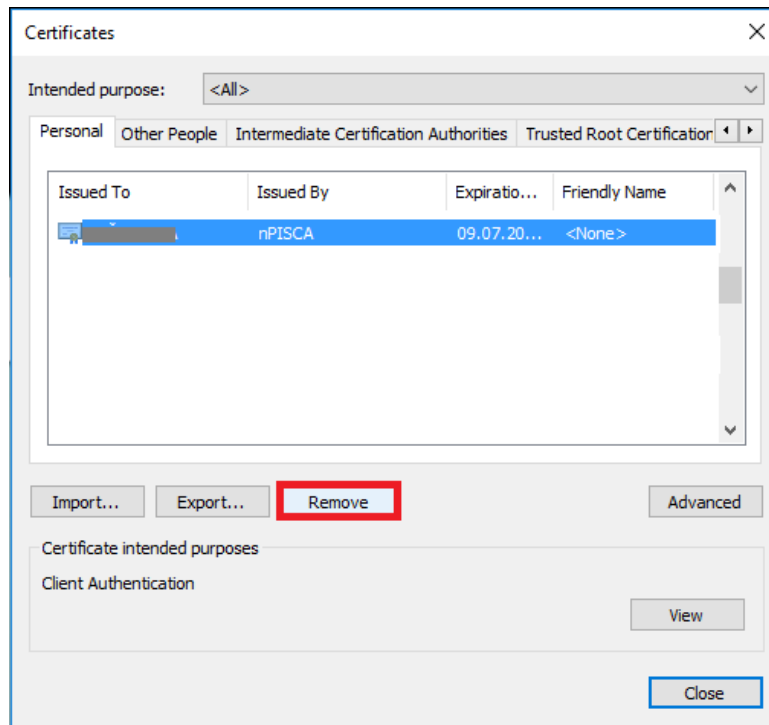 Certificates
Intended purpose: <All>
Personal Other People Intermediate Certification Authorities Trusted Root Certification
Issued To Issued By Expiratio... Friendly Name
nPISCA 09.07.20... <None>
Import... Export... Remove Advanced
Certificate intended purposes
Client Authentication
View
Close